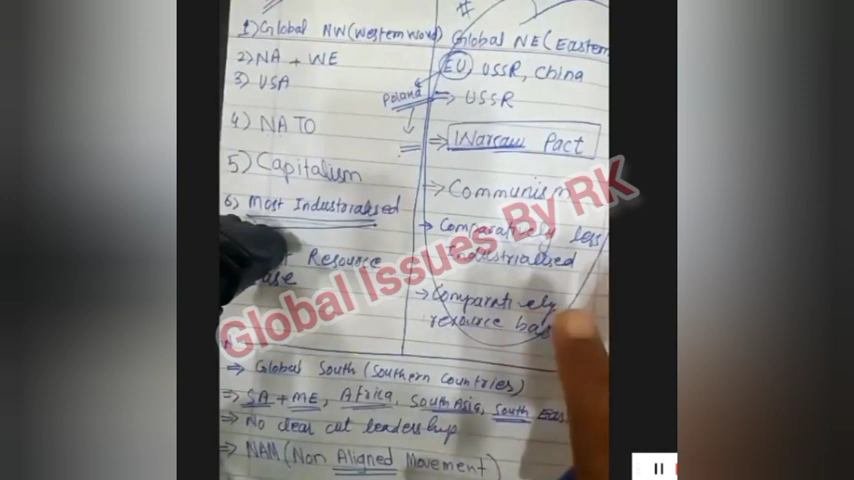 #
1) Global NW (Western World)
Global NE (Eastern
2) NA + WE
EU USSR, China
3) USA
Poland
USSR
4) NATO
⇒ Warsaw Pact
5) Capitalism
→ Communism
6) Most Industrialised
→ Comparatively less
Industrialised
Resource
→ Comparatively
resource
⇒ Global South (Southern Countries)
⇒ SA + ME, Africa, South Asia, South Eas
⇒ No clear cut leadership
⇒ NAM (Non Aligned Movement)
Global Issues By RK